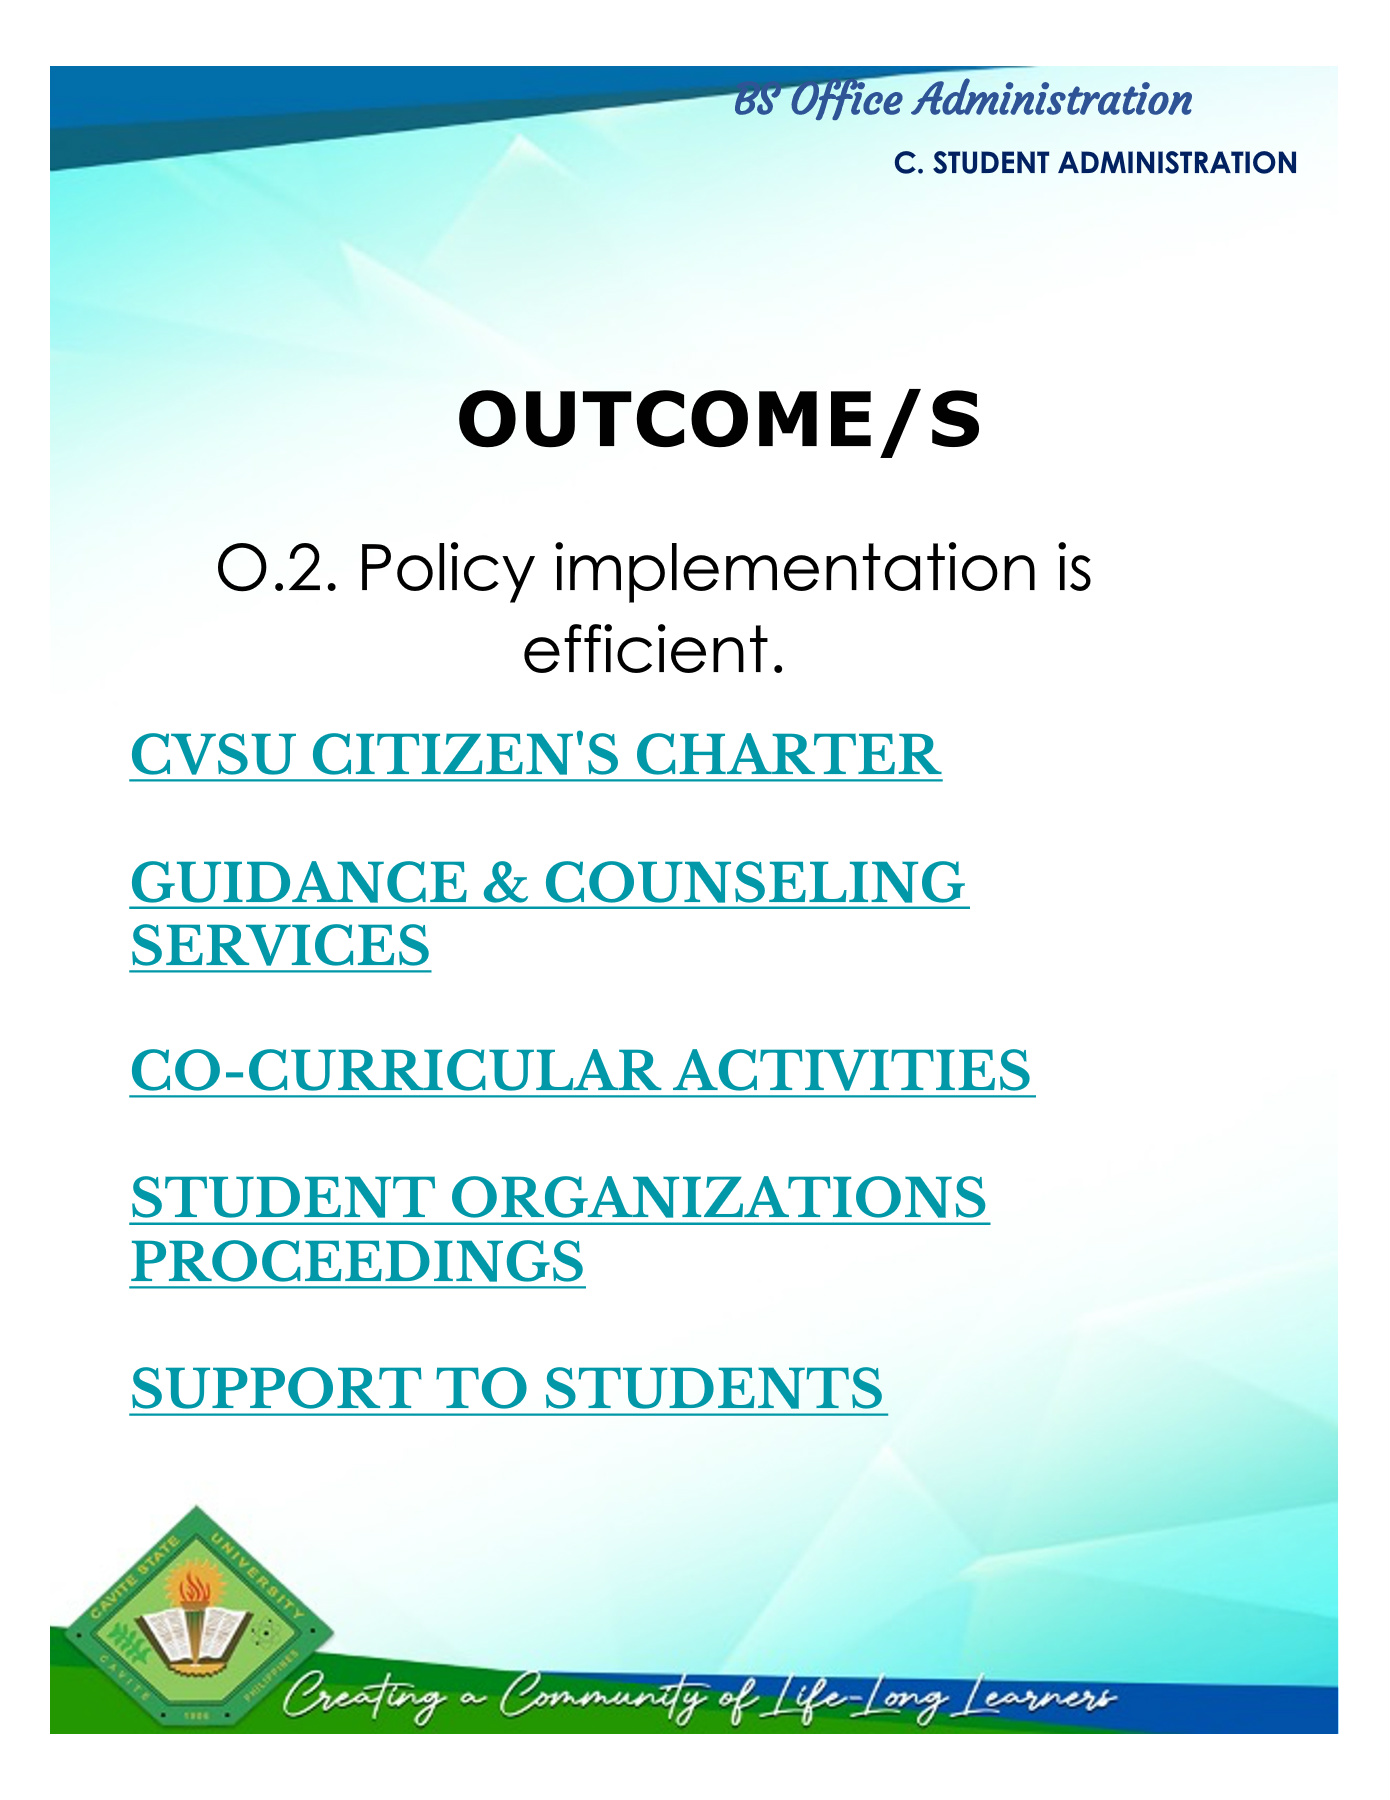 BS Office Administration
C. STUDENT ADMINISTRATION
OUTCOME/S
O.2. Policy implementation is
efficient.
CVSU CITIZEN'S CHARTER
GUIDANCE & COUNSELING
SERVICES
CO-CURRICULAR ACTIVITIES
STUDENT ORGANIZATIONS
PROCEEDINGS
SUPPORT TO STUDENTS
CAVITE STATE UNIVERSITY
CAVITE PHILIPPINES
1906
Creating a Community of Life-Long Learners